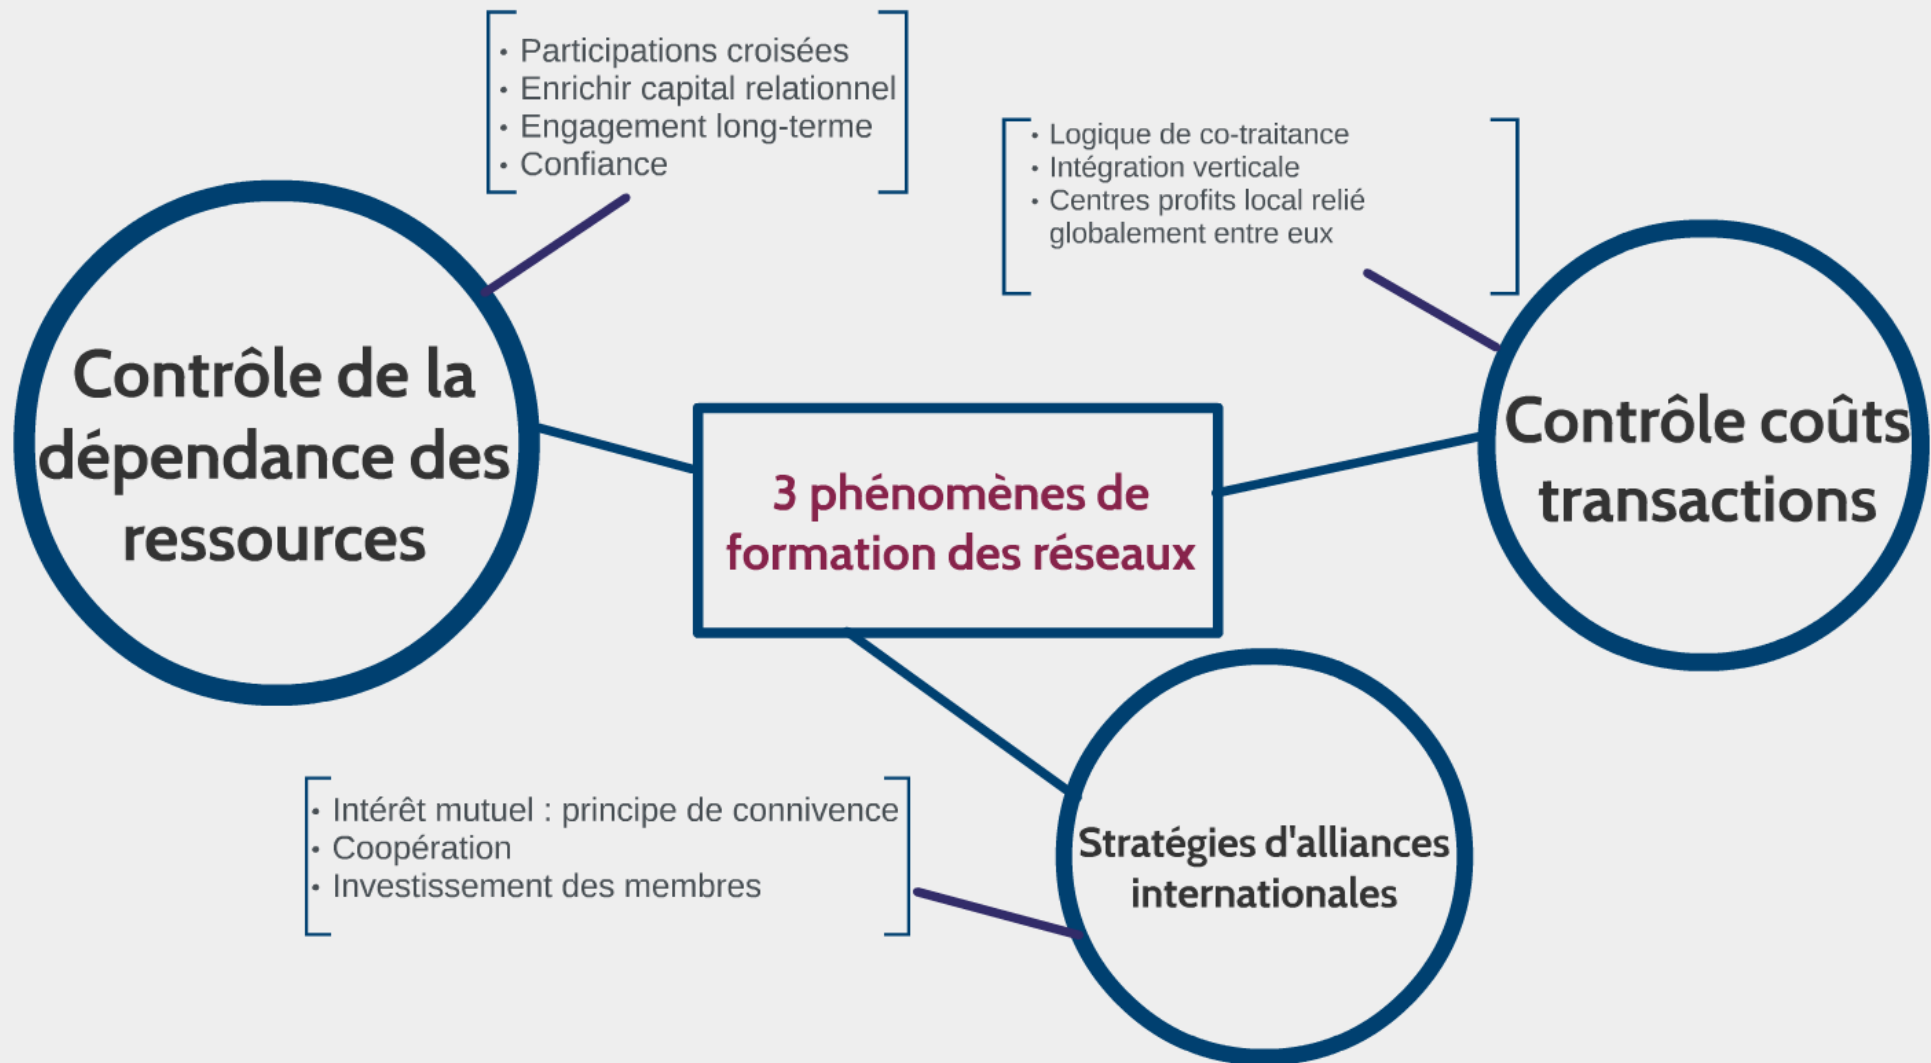 • Participations croisées
• Enrichir capital relationnel
• Engagement long-terme
• Confiance
• Logique de co-traitance
• Intégration verticale
• Centres profits local relié
globalement entre eux
Contrôle de la
dépendance des
ressources
3 phénomènes de
formation des réseaux
Contrôle coûts
transactions
• Intérêt mutuel : principe de connivence
• Coopération
• Investissement des membres
Stratégies d'alliances
internationales